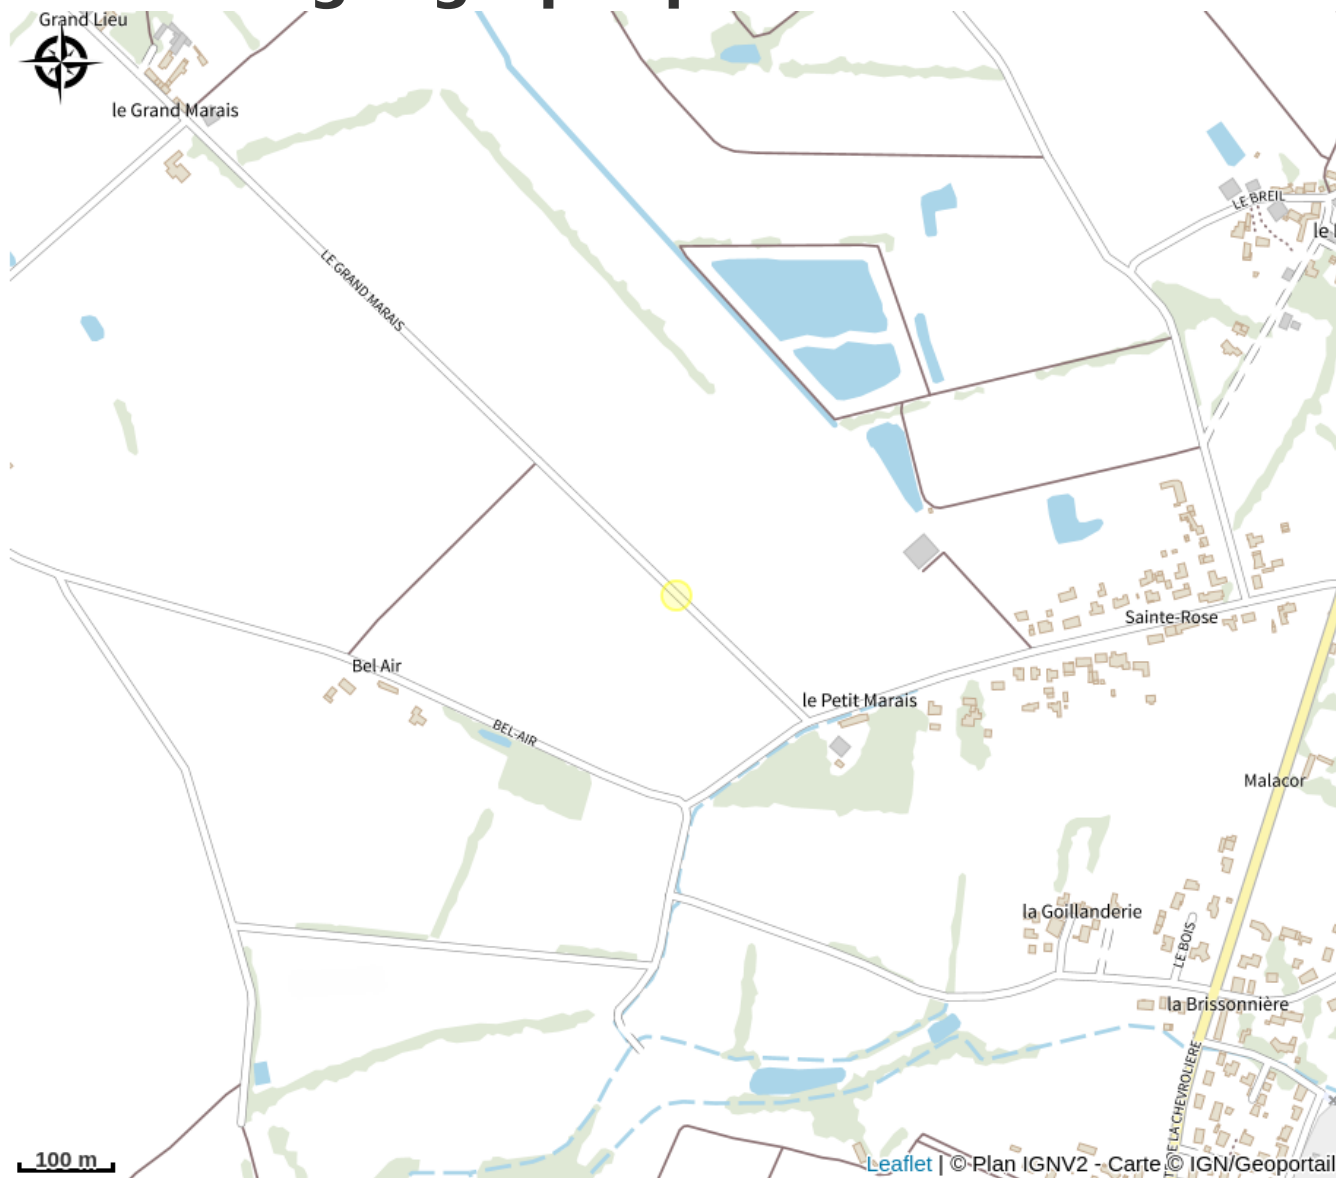 Grand Lieu
le Grand Marais
LE GRAND MARAIS
LE BREIL
Sainte-Rose
Bel Air
le Petit Marais
BEL-AIR
Malacor
la Goillanderie
LE BOIS
la Brissonnière
DE LA CHEVROLIERE
100 m
Leaflet | © Plan IGNV2 - Carte © IGN/Geoportail